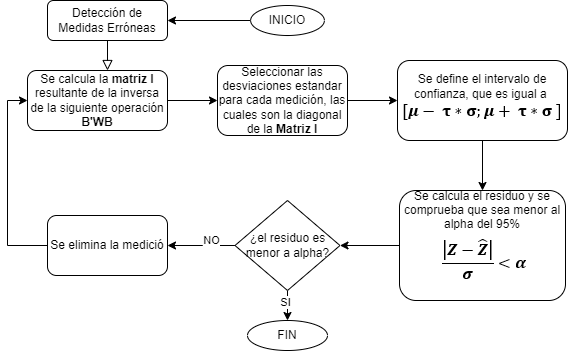 Detección de
Medidas Erróneas
INICIO
Se calcula la matriz I
resultante de la inversa
de la siguiente operación
B'WB
Seleccionar las
desviaciones estandar
para cada medición, las
cuales son la diagonal
de la Matriz I
Se define el intervalo de
confianza, que es igual a
[μ − τ ∗ σ; μ + τ ∗ σ ]
Se calcula el residuo y se
comprueba que sea menor al
alpha del 95%
|Z − Ẑ|
σ
< α
¿el residuo es
menor a alpha?
NO
Se elimina la medició
SI
FIN